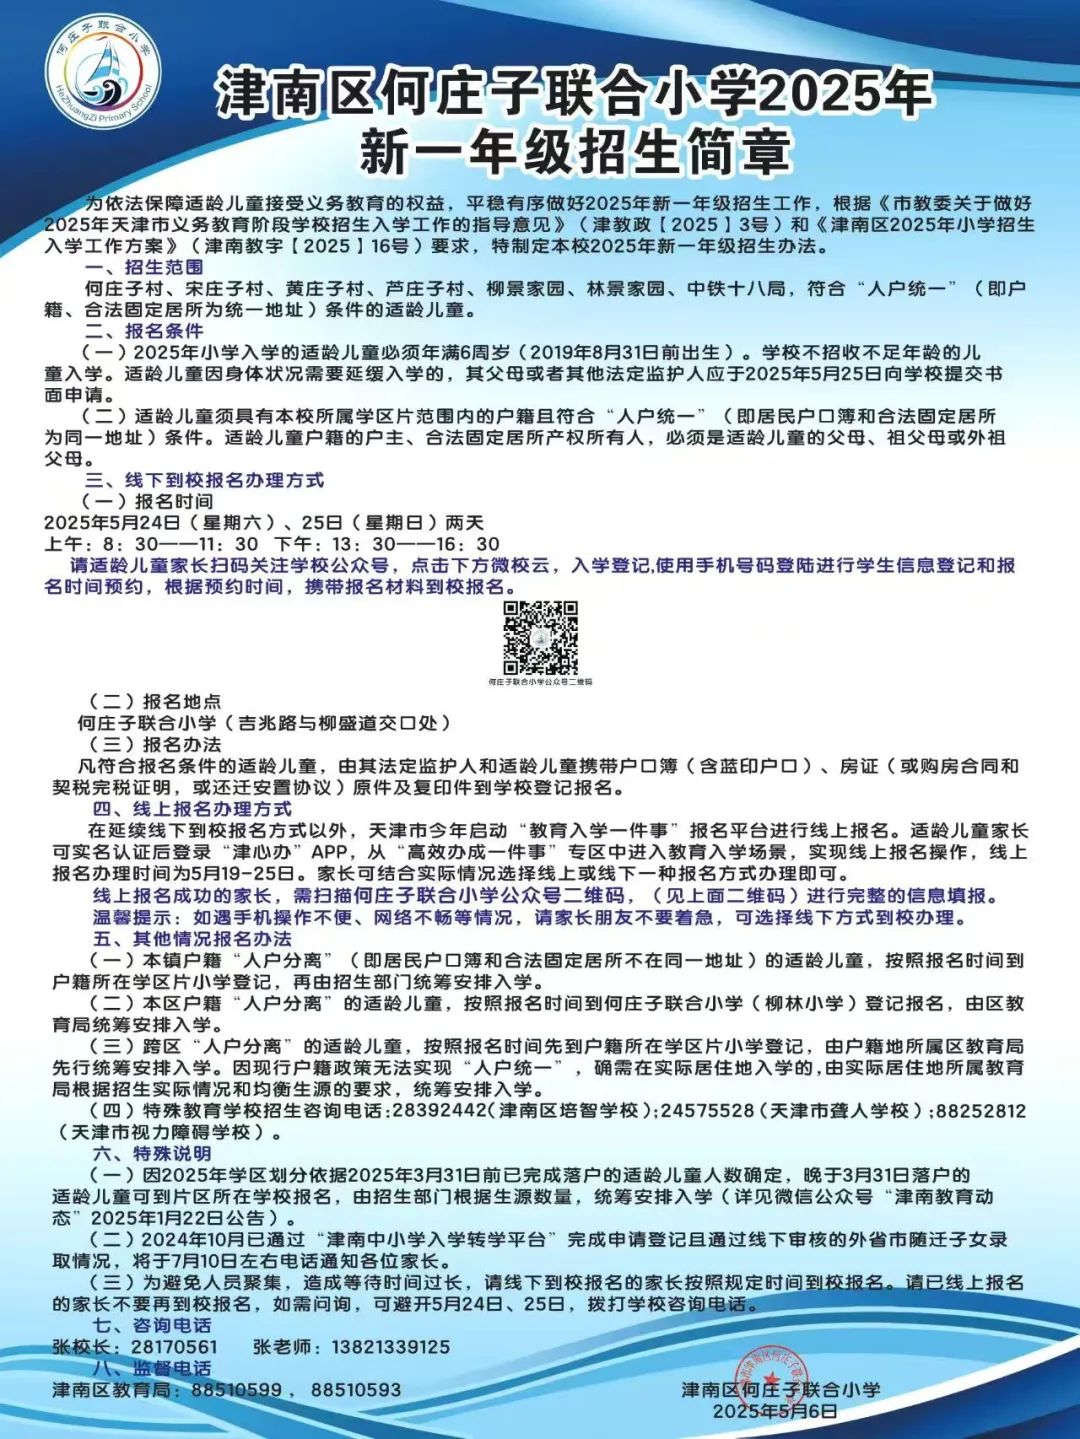 何庄子联合小学
HeZhuangZi Primary School
津南区何庄子联合小学2025年
新一年级招生简章
为依法保障适龄儿童接受义务教育的权益，平稳有序做好2025年新一年级招生工作，根据《市教委关于做好
2025年天津市义务教育阶段学校招生入学工作的指导意见》（津教政【2025】3号）和《津南区2025年小学招生
入学工作方案》（津南教字【2025】16号）要求，特制定本校2025年新一年级招生办法。
一、招生范围
何庄子村、宋庄子村、黄庄子村、芦庄子村、柳景家园、林景家园、中铁十八局，符合“人户统一”（即户
籍、合法固定居所为统一地址）条件的适龄儿童。
二、报名条件
（一）2025年小学入学的适龄儿童必须年满6周岁（2019年8月31日前出生）。学校不招收不足年龄的儿
童入学。适龄儿童因身体状况需要延缓入学的，其父母或者其他法定监护人应于2025年5月25日向学校提交书
面申请。
（二）适龄儿童须具有本校所属学区片范围内的户籍且符合“人户统一”（即居民户口簿和合法固定居所
为同一地址）条件。适龄儿童户籍的户主、合法固定居所产权所有人，必须是适龄儿童的父母、祖父母或外祖
父母。
三、线下到校报名办理方式
（一）报名时间
2025年5月24日（星期六）、25日（星期日）两天
上午：8：30——11：30 下午：13：30——16：30
请适龄儿童家长扫码关注学校公众号，点击下方微校云，入学登记,使用手机号码登陆进行学生信息登记和报
名时间预约，根据预约时间，携带报名材料到校报名。
何庄子联合小学公众号二维码
（二）报名地点
何庄子联合小学（吉兆路与柳盛道交口处）
（三）报名办法
凡符合报名条件的适龄儿童，由其法定监护人和适龄儿童携带户口簿（含蓝印户口）、房证（或购房合同和
契税完税证明，或还迁安置协议）原件及复印件到学校登记报名。
四、线上报名办理方式
在延续线下到校报名方式以外，天津市今年启动“教育入学一件事”报名平台进行线上报名。适龄儿童家长
可实名认证后登录“津心办”APP，从“高效办成一件事”专区中进入教育入学场景，实现线上报名操作，线上
报名办理时间为5月19-25日。家长可结合实际情况选择线上或线下一种报名方式办理即可。
线上报名成功的家长，需扫描何庄子联合小学公众号二维码，（见上面二维码）进行完整的信息填报。
温馨提示：如遇手机操作不便、网络不畅等情况，请家长朋友不要着急，可选择线下方式到校办理。
五、其他情况报名办法
（一）本镇户籍“人户分离”（即居民户口簿和合法固定居所不在同一地址）的适龄儿童，按照报名时间到
户籍所在学区片小学登记，再由招生部门统筹安排入学。
（二）本区户籍“人户分离”的适龄儿童，按照报名时间到何庄子联合小学（柳林小学）登记报名，由区教
育局统筹安排入学。
（三）跨区“人户分离”的适龄儿童，按照报名时间先到户籍所在学区片小学登记，由户籍地所属区教育局
先行统筹安排入学。因现行户籍政策无法实现“人户统一”，确需在实际居住地入学的,由实际居住地所属教育
局根据招生实际情况和均衡生源的要求，统筹安排入学。
（四）特殊教育学校招生咨询电话:28392442(津南区培智学校);24575528（天津市聋人学校）;88252812
（天津市视力障碍学校）。
六、特殊说明
（一）因2025年学区划分依据2025年3月31日前已完成落户的适龄儿童人数确定，晚于3月31日落户的
适龄儿童可到片区所在学校报名，由招生部门根据生源数量，统筹安排入学（详见微信公众号“津南教育动
态”2025年1月22日公告）。
（二）2024年10月已通过“津南中小学入学转学平台”完成申请登记且通过线下审核的外省市随迁子女录
取情况，将于7月10日左右电话通知各位家长。
（三）为避免人员聚集，造成等待时间过长，请线下到校报名的家长按照规定时间到校报名。请已线上报名
的家长不要再到校报名，如需问询，可避开5月24日、25日，拨打学校咨询电话。
七、咨询电话
张校长：28170561 张老师：13821339125
八、监督电话
津南区教育局：88510599 ，88510593
津南区何庄子联合小学
2025年5月6日